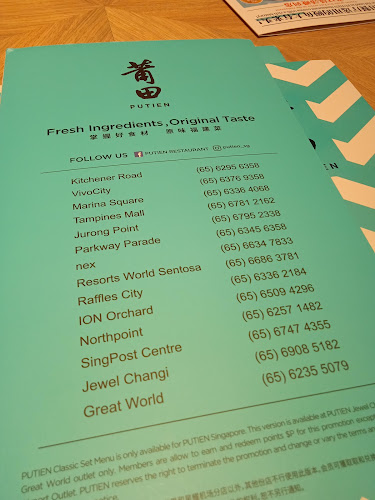 莆田
PUTIEN
Fresh Ingredients, Original Taste
掌握好食材 原味福建菜
FOLLOW US PUTIEN RESTAURANT putien_sg
Kitchener Road (65) 6295 6358
VivoCity (65) 6376 9358
Marina Square (65) 6336 4068
Tampines Mall (65) 6781 2162
Jurong Point (65) 6795 2338
Parkway Parade (65) 6345 6358
nex (65) 6634 7833
Resorts World Sentosa (65) 6686 3781
Raffles City (65) 6336 2184
ION Orchard (65) 6509 4296
Northpoint (65) 6257 1482
SingPost Centre (65) 6747 4355
Jewel Changi (65) 6908 5182
Great World (65) 6235 5079
PUTIEN Classic Set Menu is only available for PUTIEN Singapore. This version is available at PUTIEN Jewel
Great World outlet only. Members are allow to earn and redeem points $P for this promotion except
Outlet. PUTIEN reserves the right to terminate the promotion and change or vary the terms